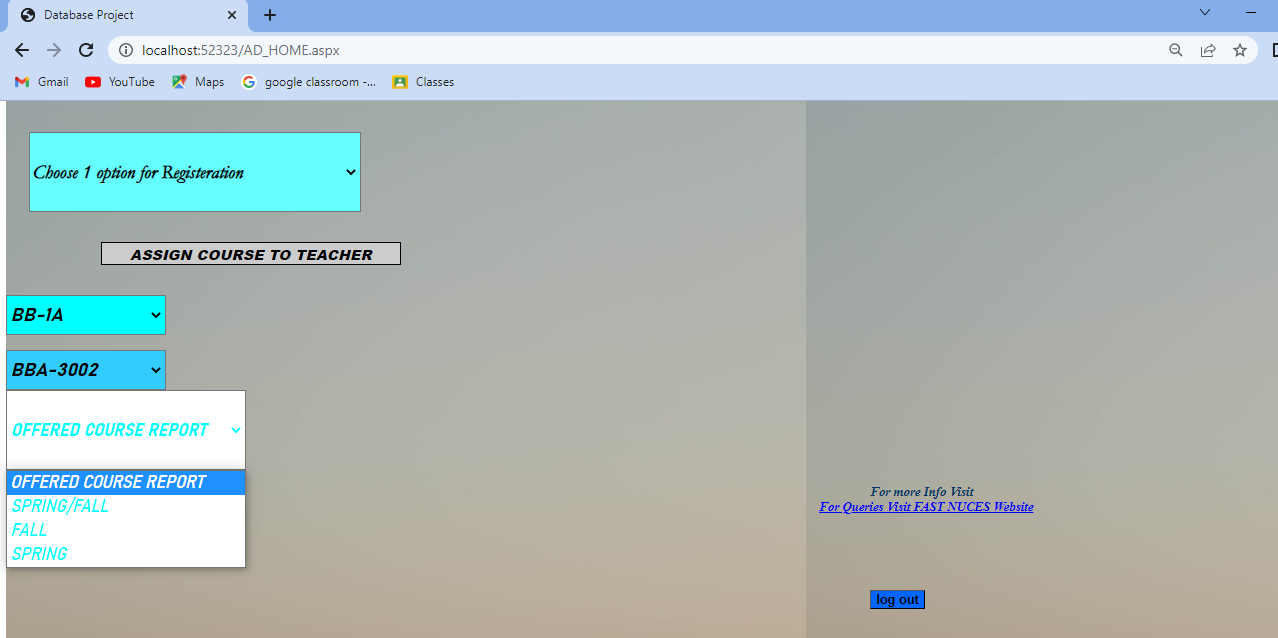 Database Project
localhost:52323/AD_HOME.aspx
Gmail YouTube Maps google classroom -... Classes
Choose 1 option for Registeration
ASSIGN COURSE TO TEACHER
BB-1A
BBA-3002
OFFERED COURSE REPORT
OFFERED COURSE REPORT
SPRING/FALL
FALL
SPRING
For more Info Visit
For Queries Visit FAST NUCES Website
log out